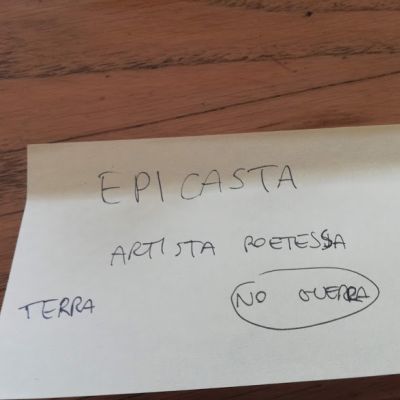 EPICASTA
ARTISTA POETESSA
TERRA NO GUERRA